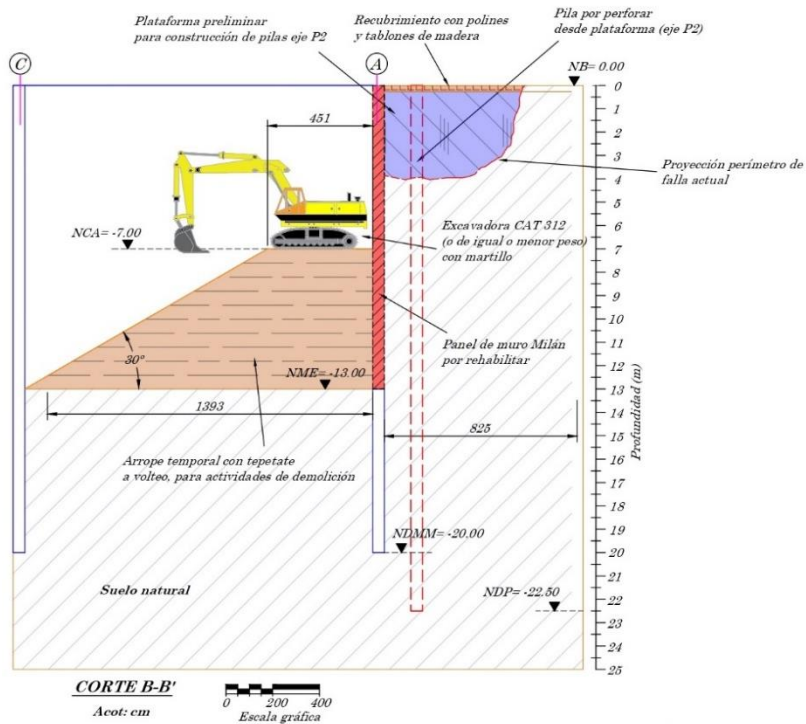 Plataforma preliminar
para construcción de pilas eje P2
Recubrimiento con polines
y tablones de madera
Pila por perforar
desde plataforma (eje P2)
C
A
NB= 0.00
451
Proyección perímetro de
falla actual
NCA= -7.00
Excavadora CAT 312
(o de igual o menor peso)
con martillo
30°
Panel de muro Milán
por rehabilitar
NME= -13.00
1393
825
Arrope temporal con tepetate
a volteo, para actividades de demolición
NDMM= -20.00
Suelo natural
NDP= -22.50
0
1
2
3
4
5
6
7
8
9
10
11
12
13
14
15
16
17
18
19
20
21
22
23
24
25
Profundidad (m)
CORTE B-B'
Acot: cm
0 200 400
Escala gráfica